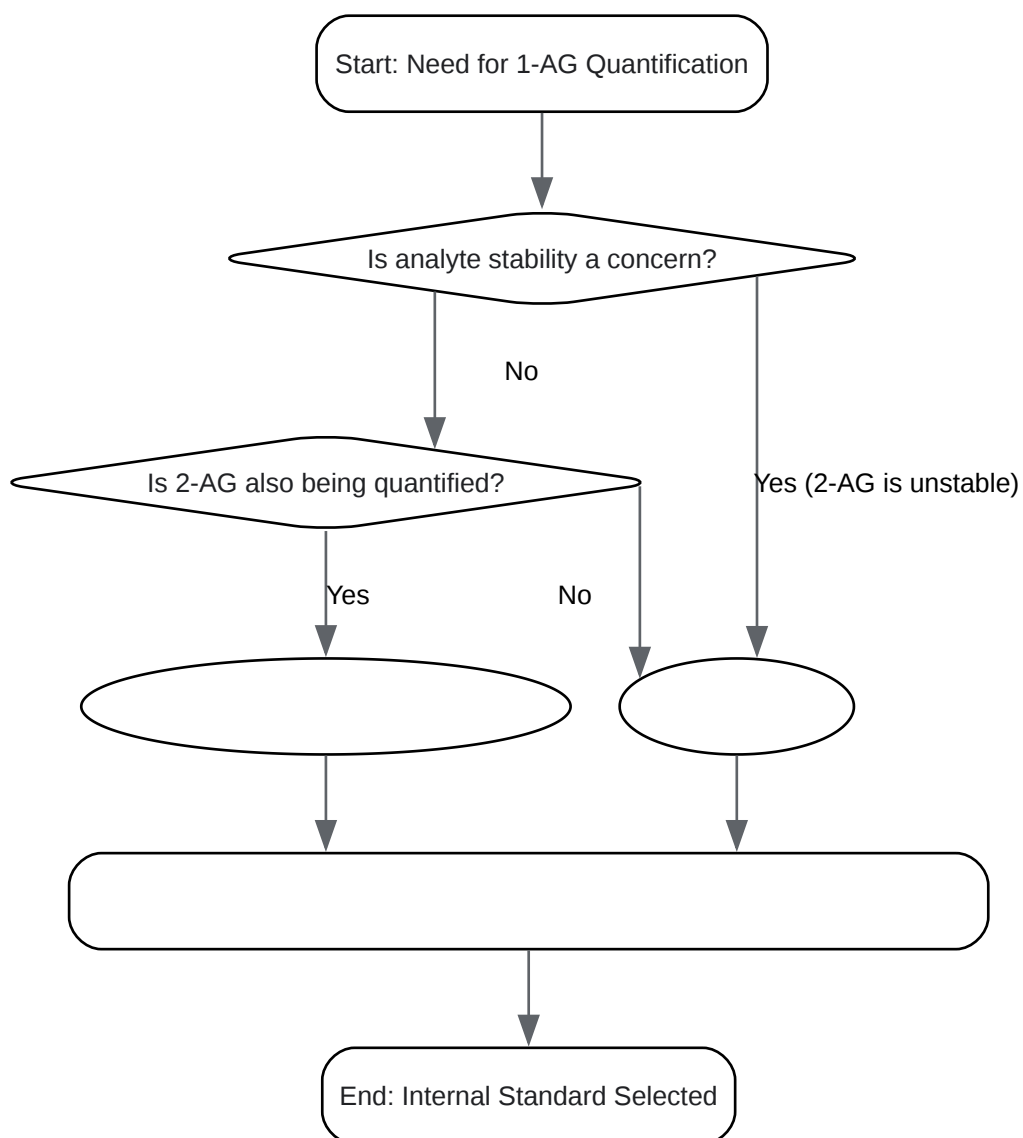 Start: Need for 1-AG Quantification
Is analyte stability a concern?
No
Is 2-AG also being quantified?
Yes (2-AG is unstable)
Yes
No
End: Internal Standard Selected